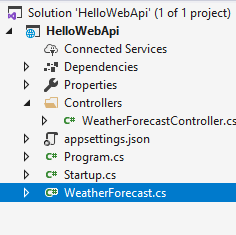 Solution 'HelloWebApi' (1 of 1 project)
HelloWebApi
Connected Services
Dependencies
Properties
Controllers
C# WeatherForecastController.cs
appsettings.json
C# Program.cs
C# Startup.cs
C# WeatherForecast.cs